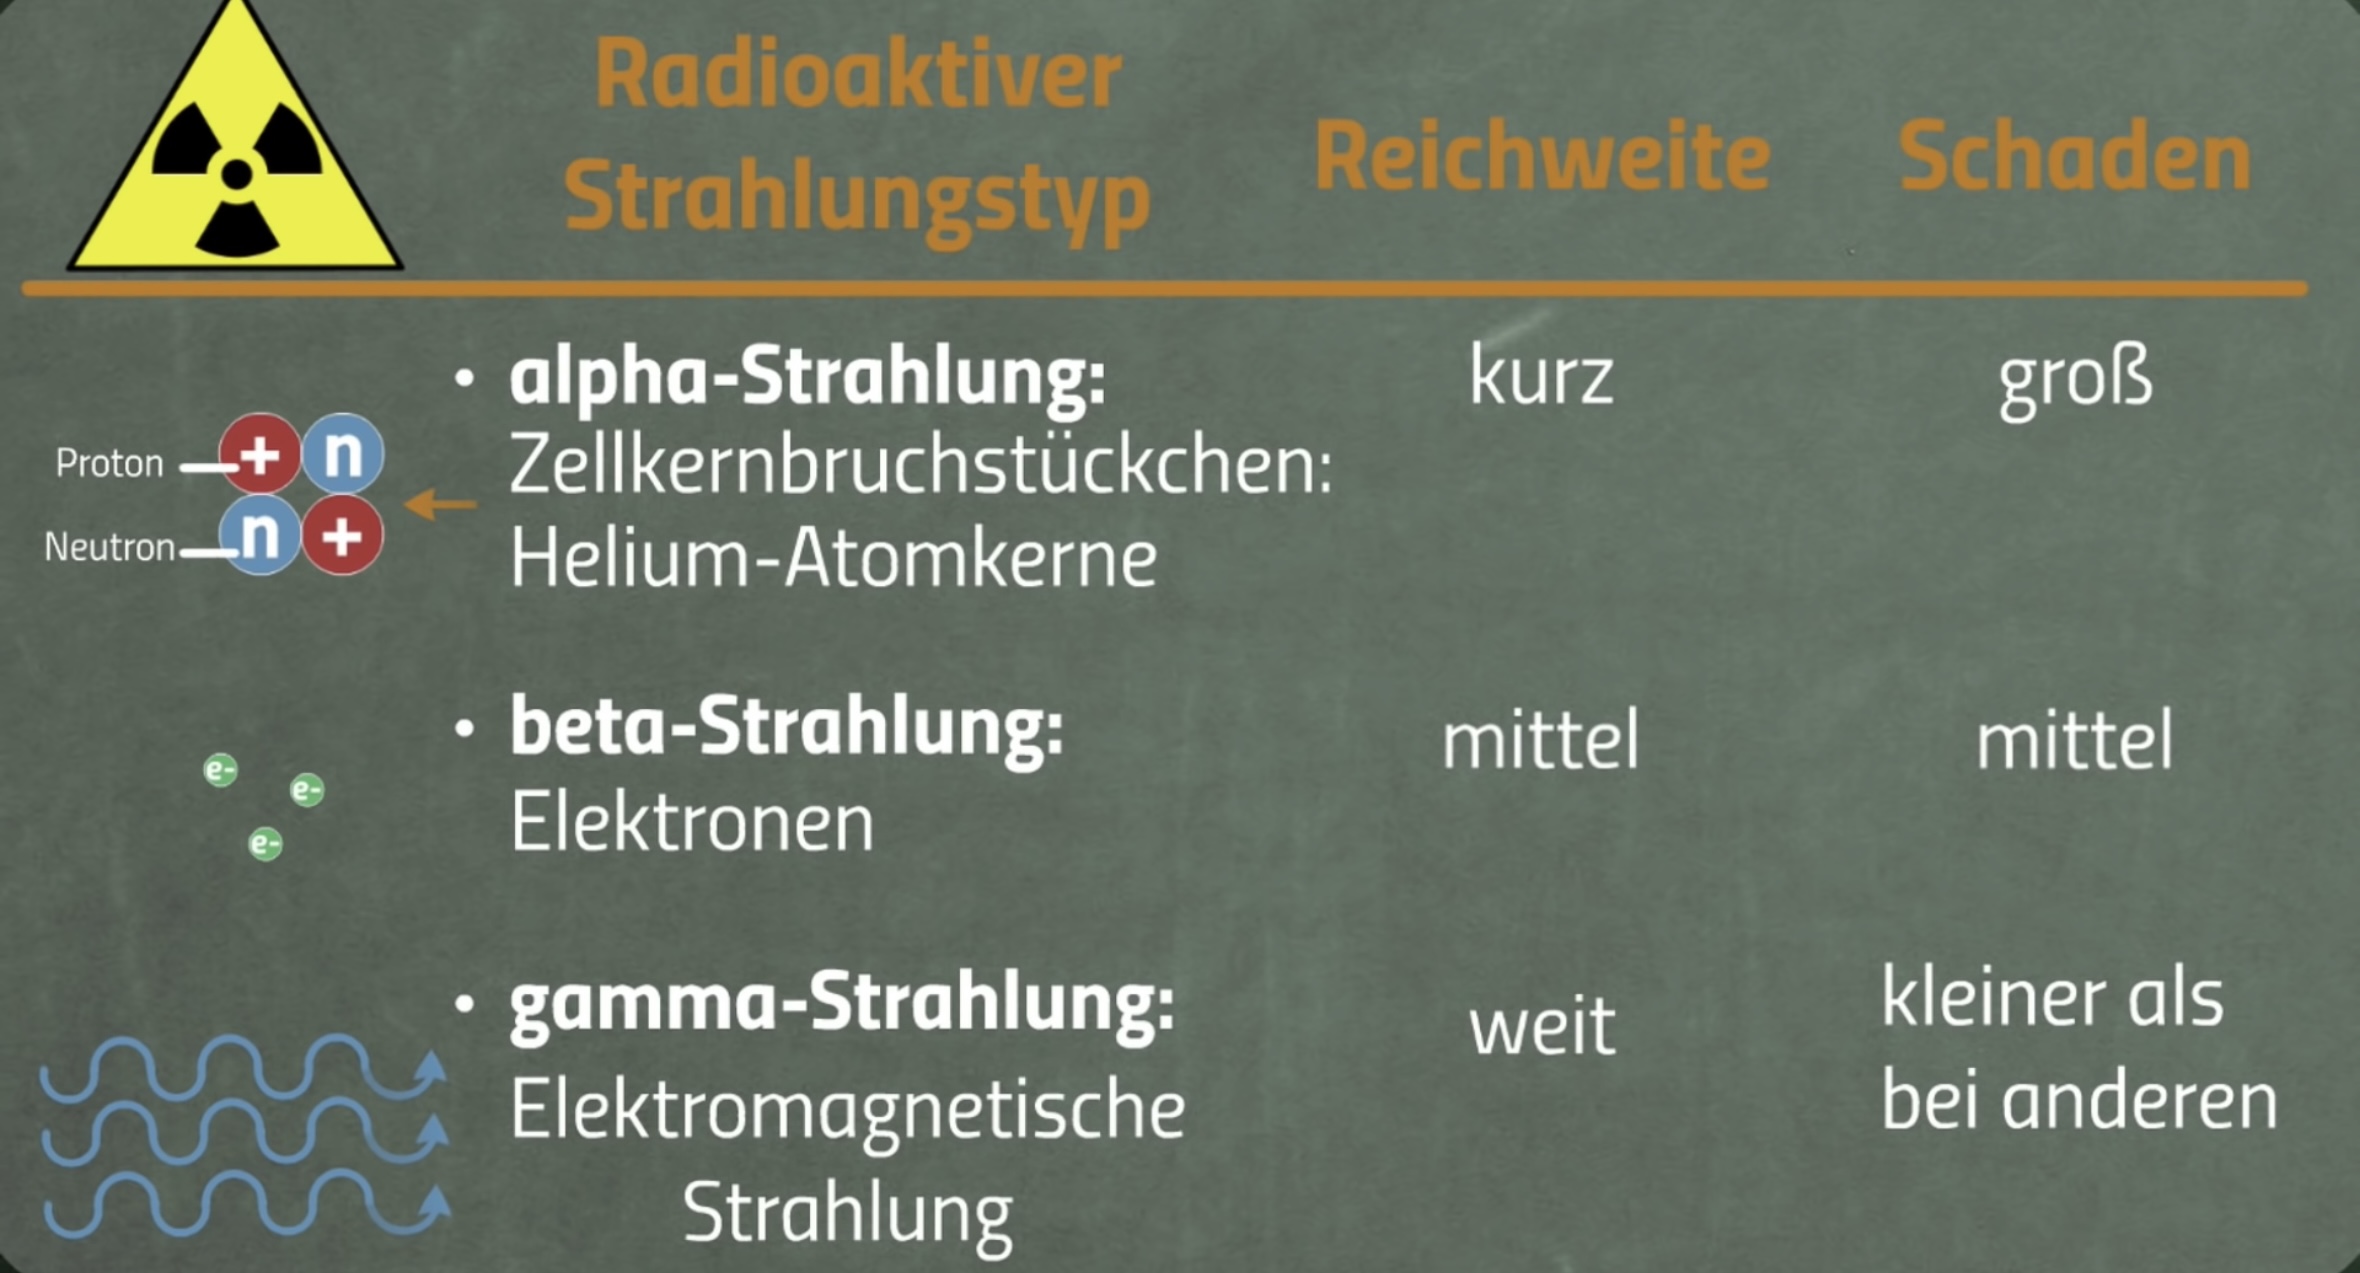 Radioaktiver
Strahlungstyp
Reichweite
Schaden
• alpha-Strahlung:
kurz
groß
Zellkernbruchstückchen:
Helium-Atomkerne
Proton
+ n
Neutron
n +
• beta-Strahlung:
mittel
mittel
Elektronen
e-
e-
e-
• gamma-Strahlung:
weit
kleiner als
bei anderen
Elektromagnetische
Strahlung